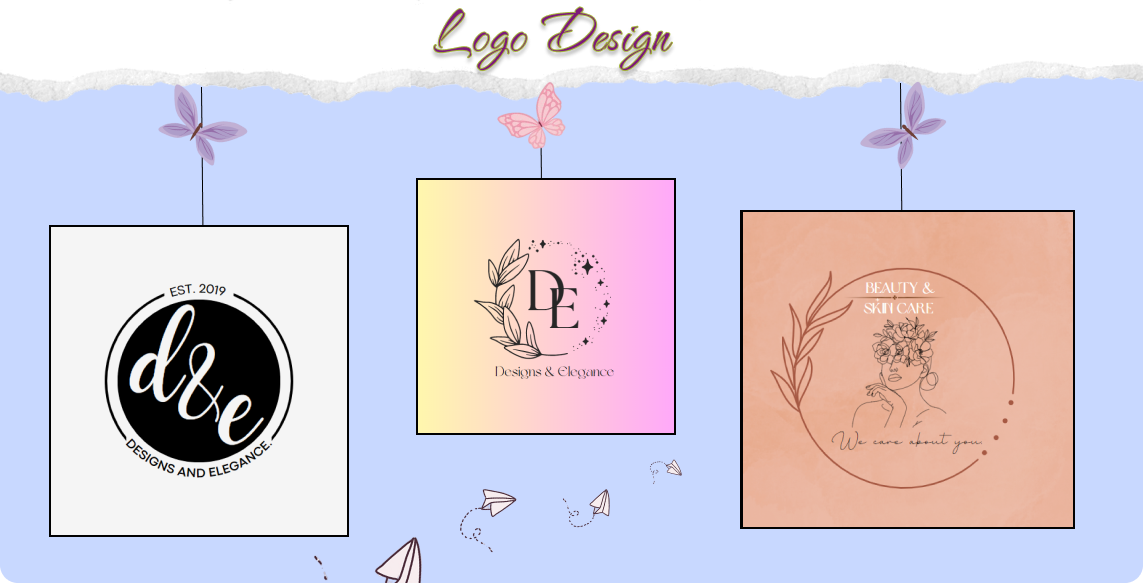 Logo Design
EST. 2019
d&e
DESIGNS AND ELEGANCE.
DE
Designs & Elegance
BEAUTY &
SKIN CARE
We care about you.